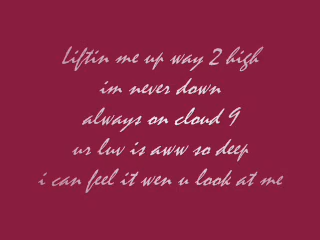 Liftin me up way 2 high
im never down
always on cloud 9
ur luv is aww so deep
i can feel it wen u look at me